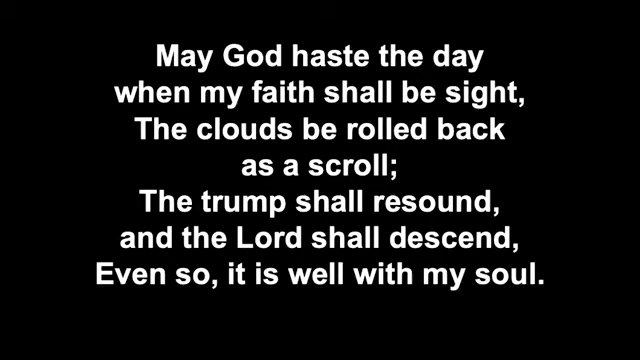 May God haste the day
when my faith shall be sight,
The clouds be rolled back
as a scroll;
The trump shall resound,
and the Lord shall descend,
Even so, it is well with my soul.